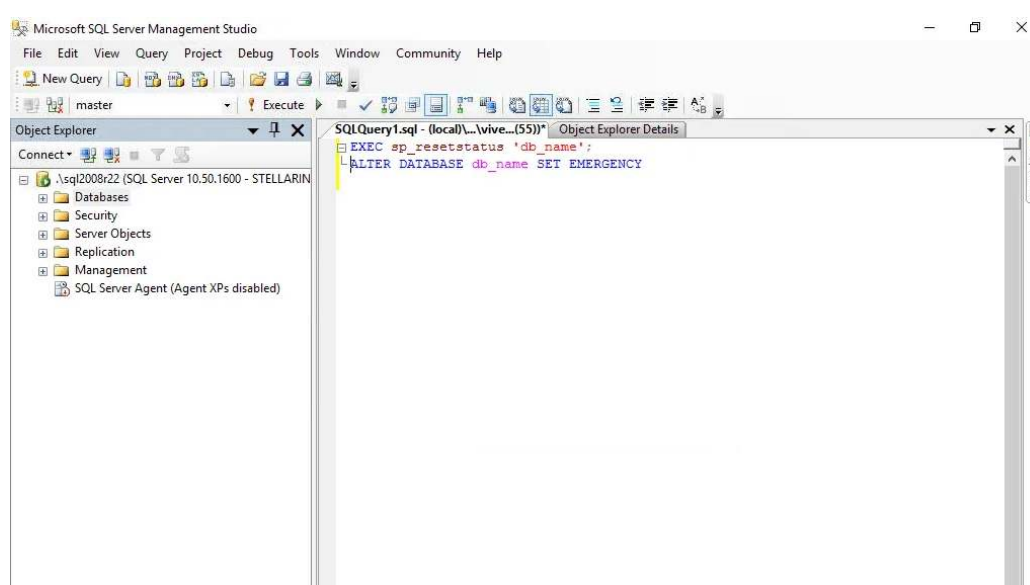 Microsoft SQL Server Management Studio
File Edit View Query Project Debug Tools Window Community Help
New Query
master Execute
Object Explorer
SQLQuery1.sql - (local)\...\vive...(55))* Object Explorer Details
Connect
EXEC sp_resetstatus 'db_name';
ALTER DATABASE db_name SET EMERGENCY
.\sql2008r22 (SQL Server 10.50.1600 - STELLARIN
Databases
Security
Server Objects
Replication
Management
SQL Server Agent (Agent XPs disabled)